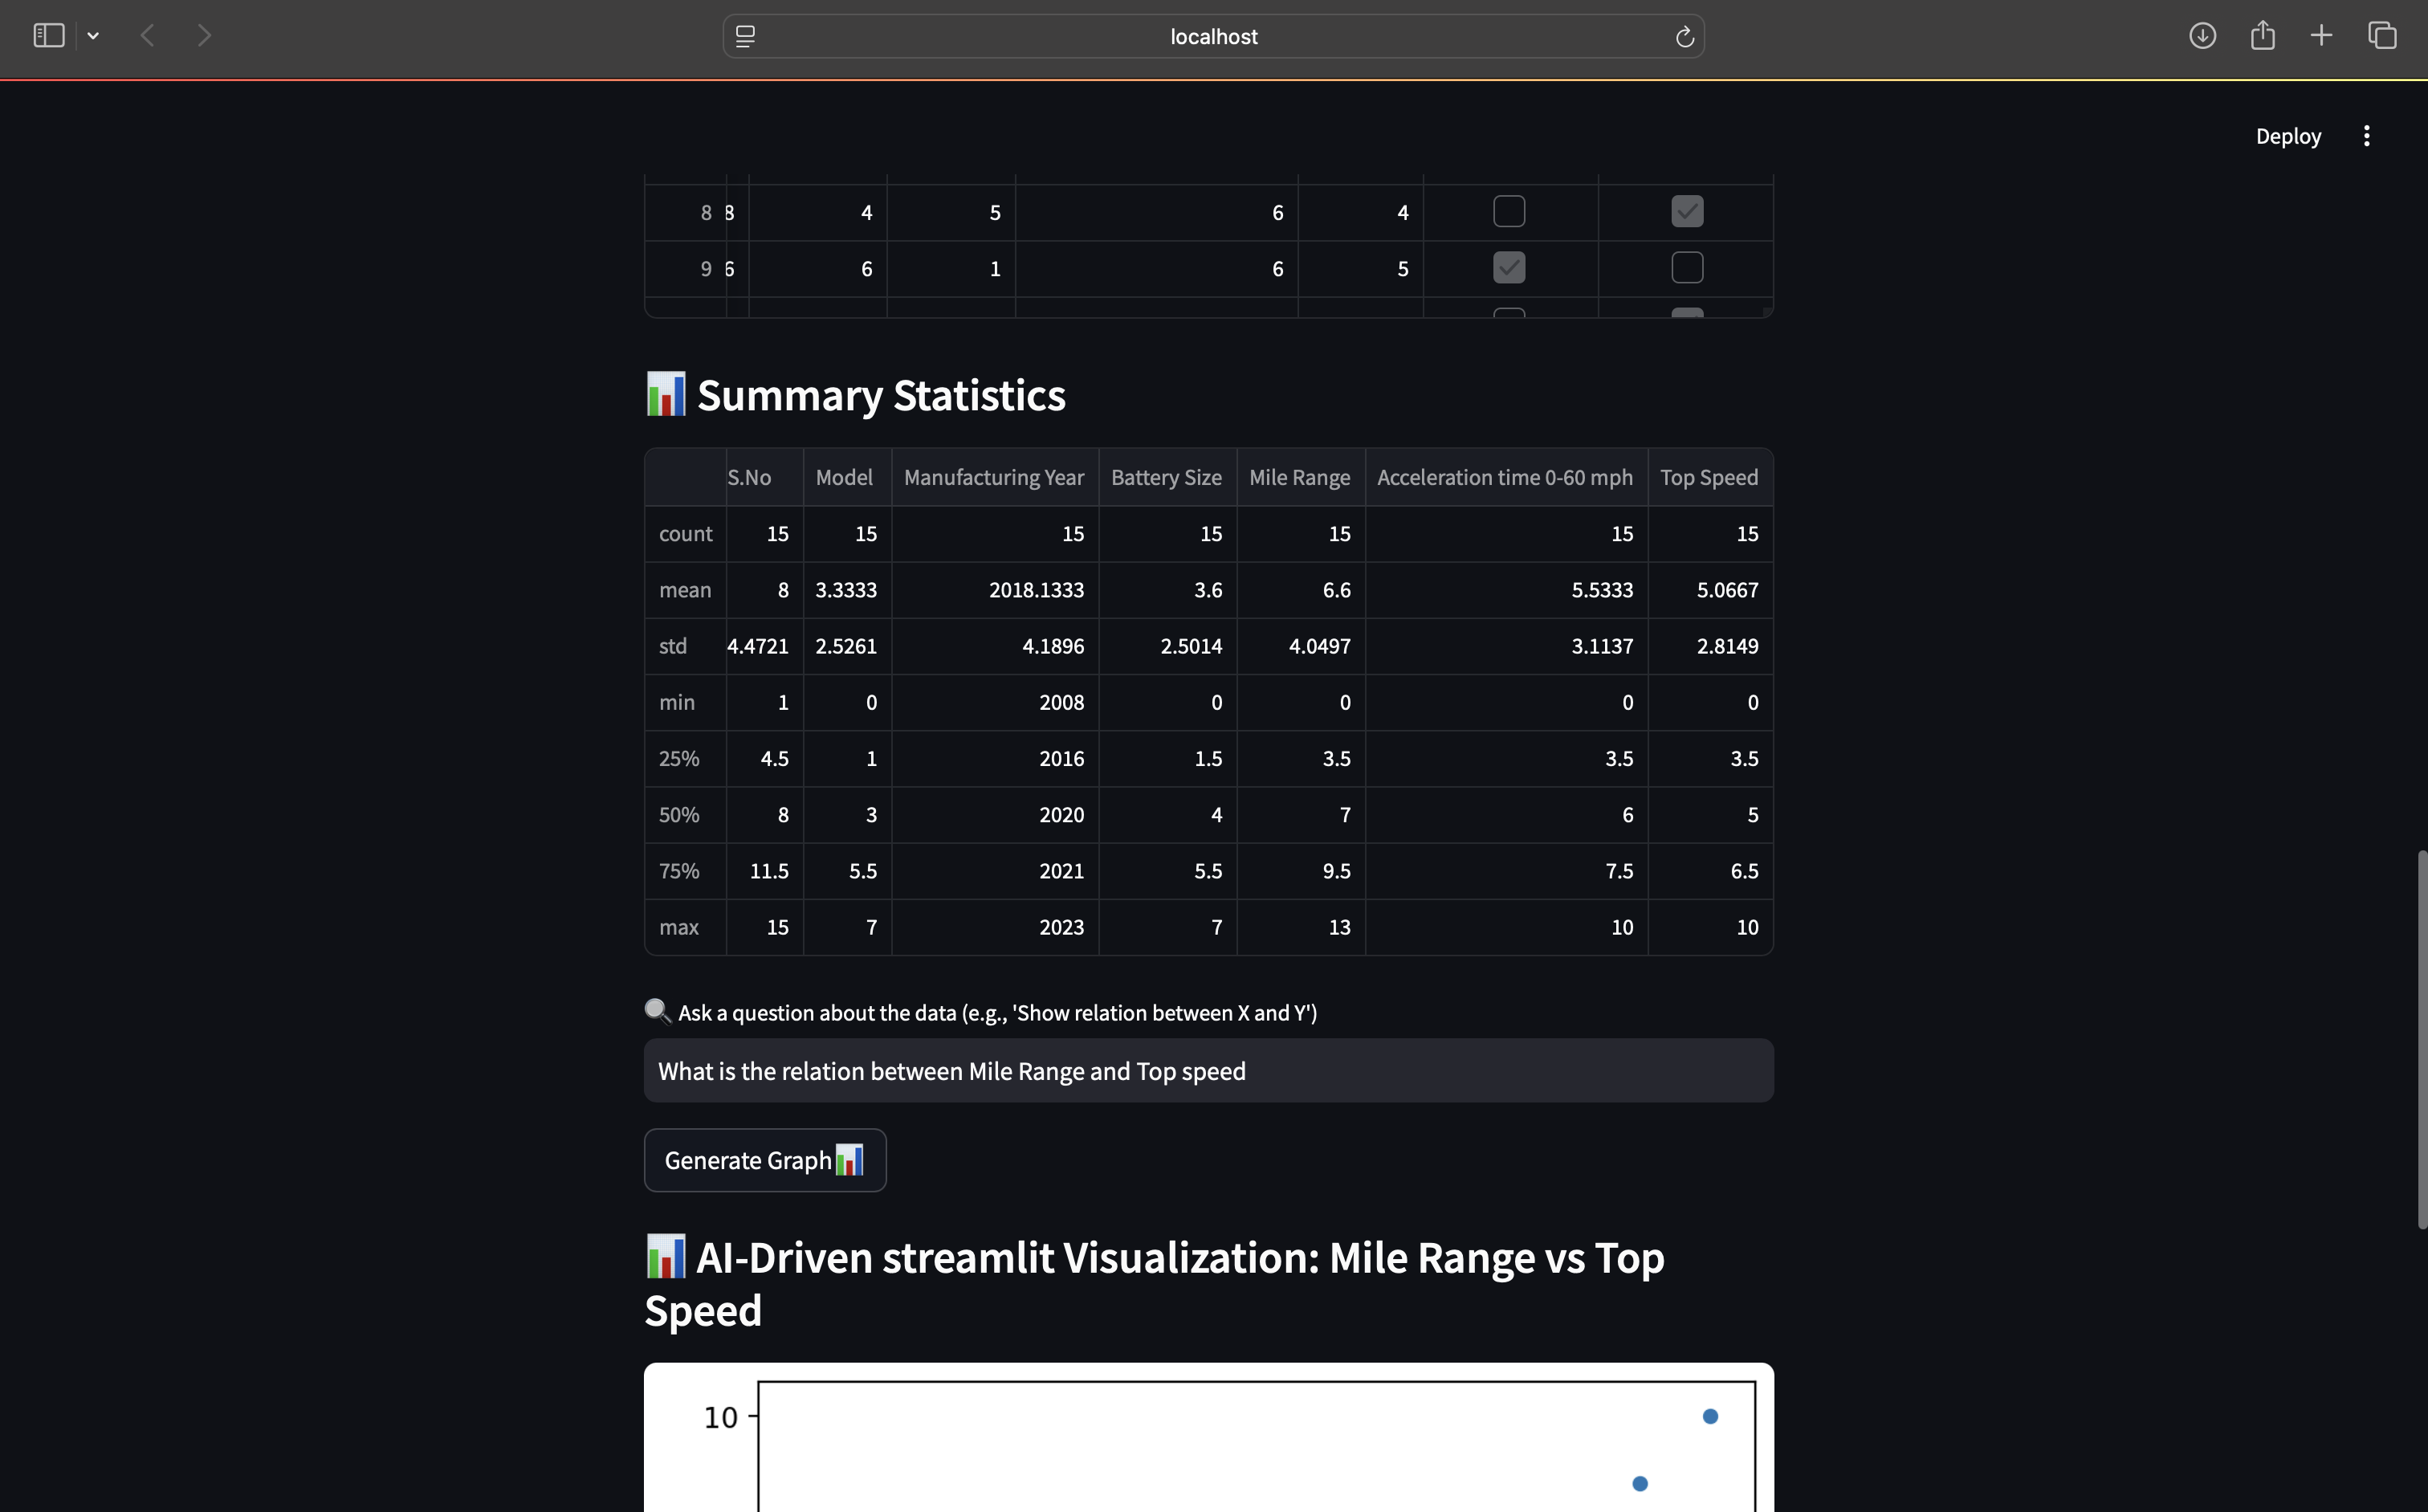 localhost
Deploy
8 8 4 5 6 4
9 6 6 1 6 5
Summary Statistics
S.No Model Manufacturing Year Battery Size Mile Range Acceleration time 0-60 mph Top Speed
count 15 15 15 15 15 15 15
mean 8 3.3333 2018.1333 3.6 6.6 5.5333 5.0667
std 4.4721 2.5261 4.1896 2.5014 4.0497 3.1137 2.8149
min 1 0 2008 0 0 0 0
25% 4.5 1 2016 1.5 3.5 3.5 3.5
50% 8 3 2020 4 7 6 5
75% 11.5 5.5 2021 5.5 9.5 7.5 6.5
max 15 7 2023 7 13 10 10
Ask a question about the data (e.g., 'Show relation between X and Y')
What is the relation between Mile Range and Top speed
Generate Graph
AI-Driven streamlit Visualization: Mile Range vs Top
Speed
10